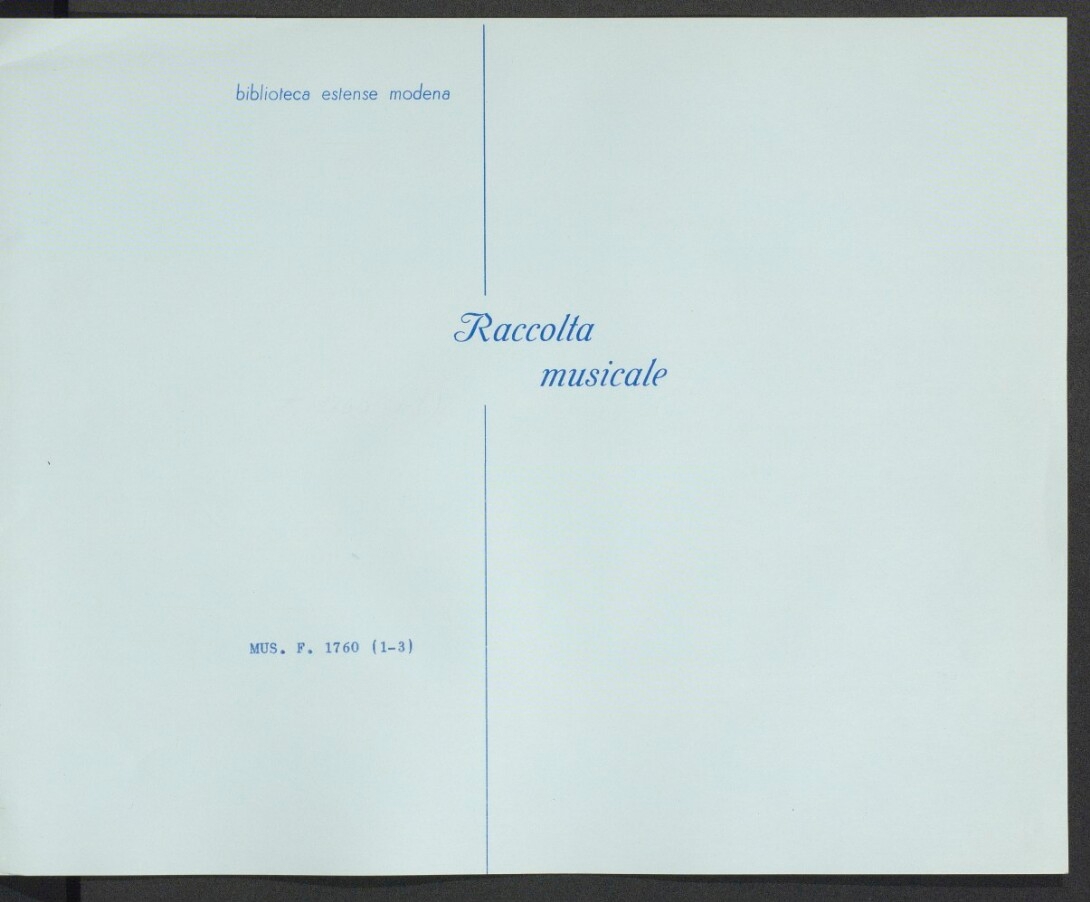 biblioteca estense modena
Raccolta
musicale
MUS. F. 1760 (1-3)